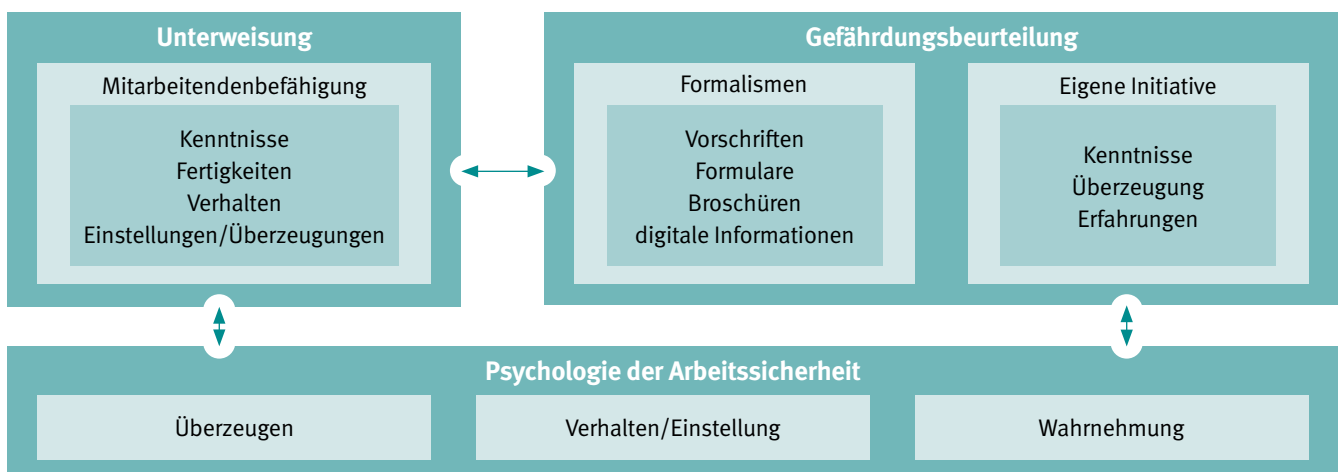 Unterweisung
Mitarbeitendenbefähigung
Kenntnisse
Fertigkeiten
Verhalten
Einstellungen/Überzeugungen
Gefährdungsbeurteilung
Formalismen
Vorschriften
Formulare
Broschüren
digitale Informationen
Eigene Initiative
Kenntnisse
Überzeugung
Erfahrungen
Psychologie der Arbeitssicherheit
Überzeugen
Verhalten/Einstellung
Wahrnehmung